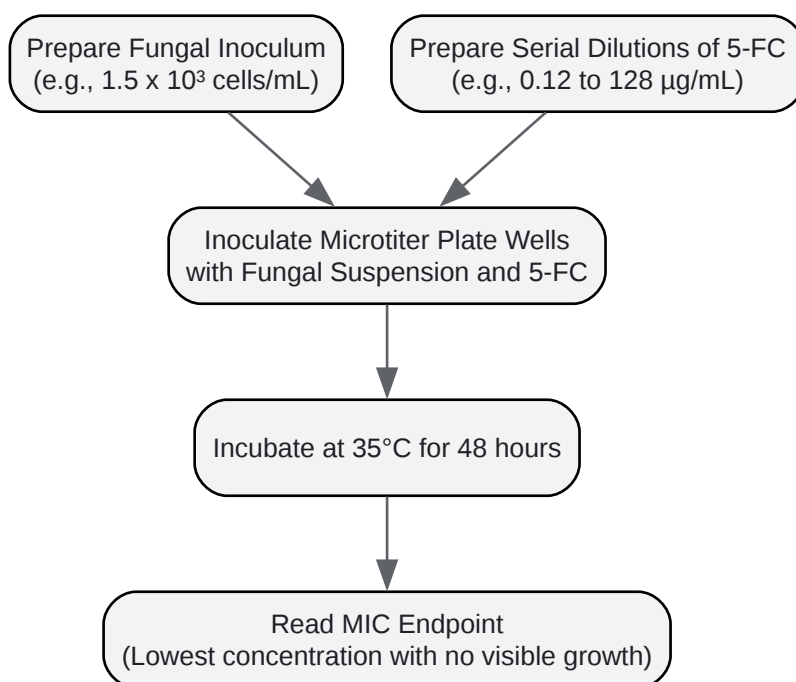 Prepare Fungal Inoculum
(e.g., 1.5 x 10³ cells/mL)
Prepare Serial Dilutions of 5-FC
(e.g., 0.12 to 128 µg/mL)
Inoculate Microtiter Plate Wells
with Fungal Suspension and 5-FC
Incubate at 35°C for 48 hours
Read MIC Endpoint
(Lowest concentration with no visible growth)